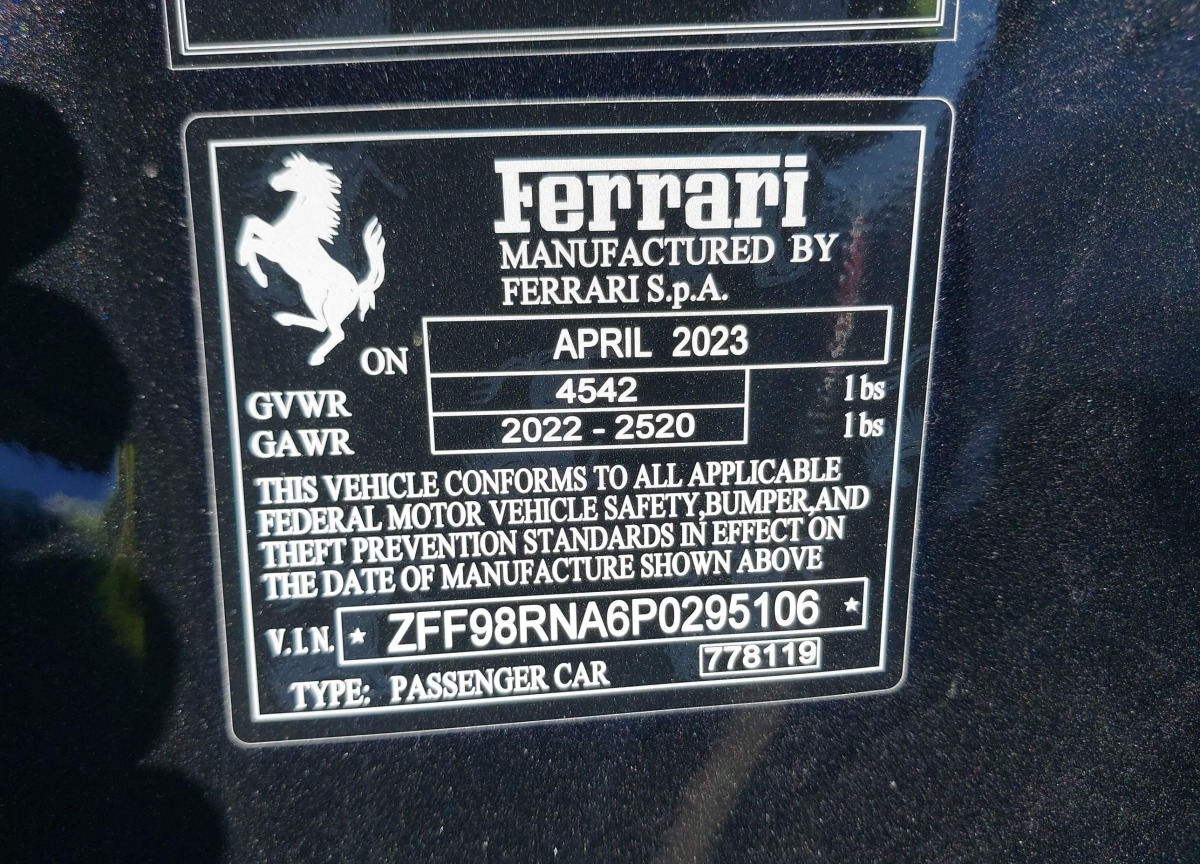 Ferrari
MANUFACTURED BY
FERRARI S.p.A.
ON APRIL 2023
GVWR 4542 lbs
GAWR 2022 - 2520 lbs
THIS VEHICLE CONFORMS TO ALL APPLICABLE
FEDERAL MOTOR VEHICLE SAFETY,BUMPER,AND
THEFT PREVENTION STANDARDS IN EFFECT ON
THE DATE OF MANUFACTURE SHOWN ABOVE
V.I.N. ★ ZFF98RNA6P0295106 ★
TYPE: PASSENGER CAR 778119